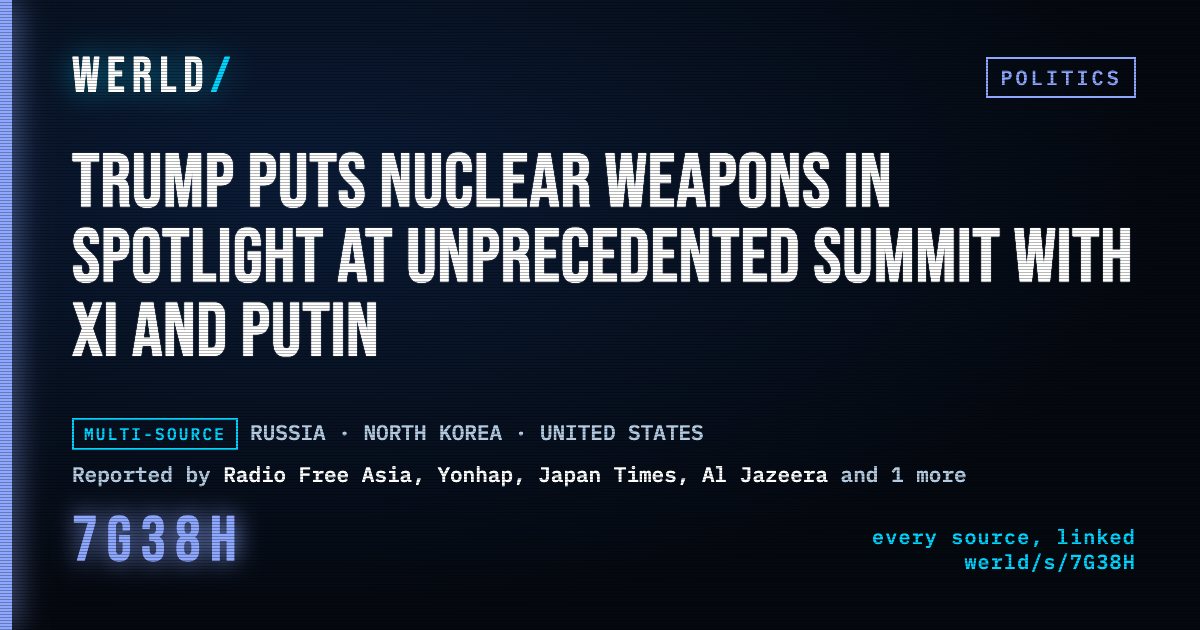 WERLD/
POLITICS
TRUMP PUTS NUCLEAR WEAPONS IN
SPOTLIGHT AT UNPRECEDENTED SUMMIT WITH
XI AND PUTIN
MULTI-SOURCE RUSSIA · NORTH KOREA · UNITED STATES
Reported by Radio Free Asia, Yonhap, Japan Times, Al Jazeera and 1 more
7G38H
every source, linked
werld/s/7G38H